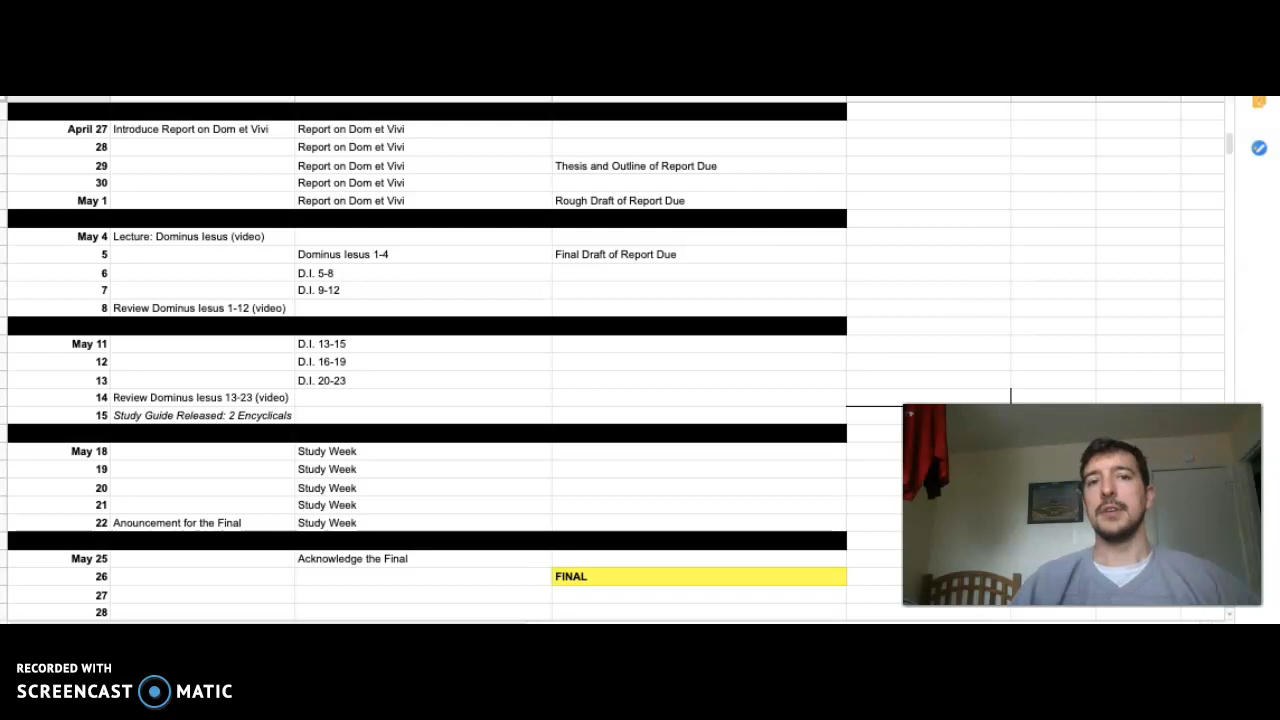 April 27 Introduce Report on Dom et Vivi Report on Dom et Vivi
28 Report on Dom et Vivi
29 Report on Dom et Vivi Thesis and Outline of Report Due
30 Report on Dom et Vivi
May 1 Report on Dom et Vivi Rough Draft of Report Due
May 4 Lecture: Dominus Iesus (video)
5 Dominus Iesus 1-4 Final Draft of Report Due
6 D.I. 5-8
7 D.I. 9-12
8 Review Dominus Iesus 1-12 (video)
May 11 D.I. 13-15
12 D.I. 16-19
13 D.I. 20-23
14 Review Dominus Iesus 13-23 (video)
15 Study Guide Released: 2 Encyclicals
May 18 Study Week
19 Study Week
20 Study Week
21 Study Week
22 Anouncement for the Final Study Week
May 25 Acknowledge the Final
26 FINAL
27
28
RECORDED WITH
SCREENCAST MATIC